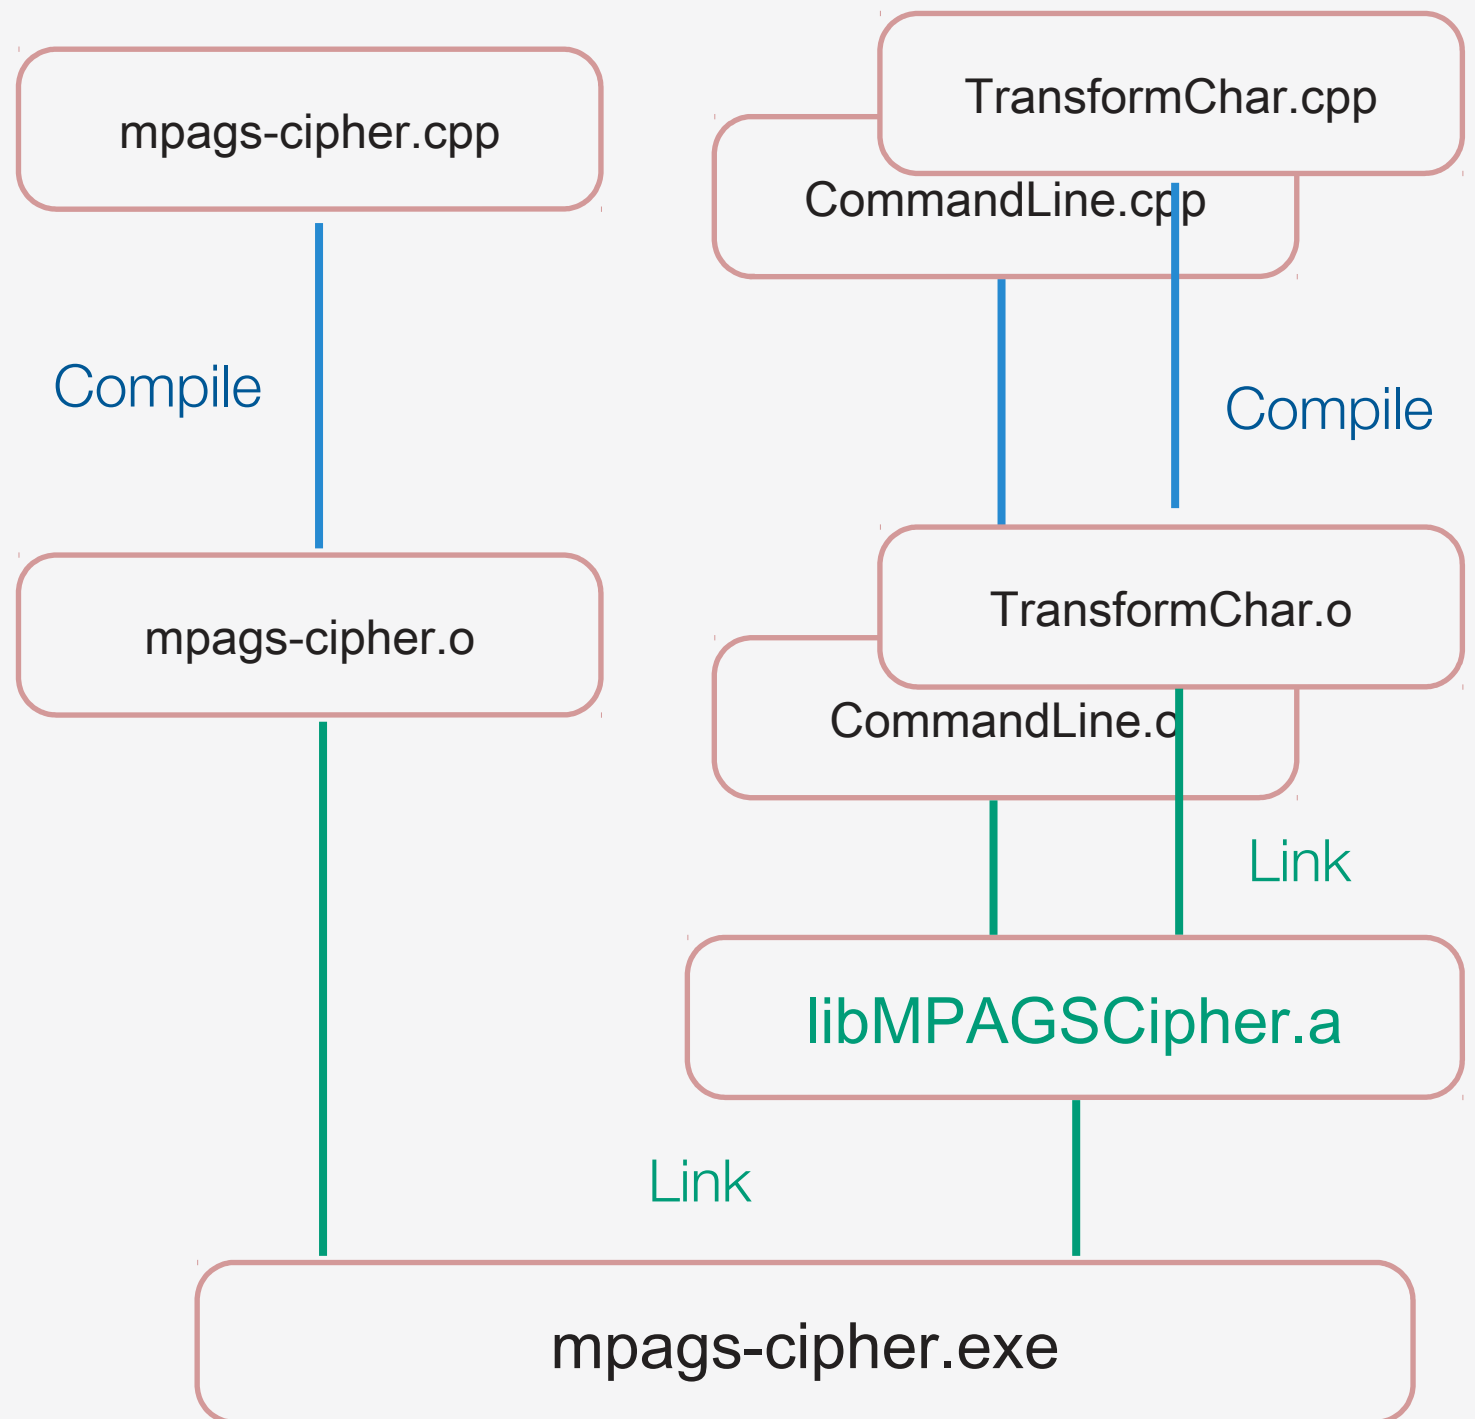 mpags-cipher.cpp
TransformChar.cpp
CommandLine.cpp
Compile
Compile
mpags-cipher.o
TransformChar.o
CommandLine.o
Link
libMPAGSCipher.a
Link
mpags-cipher.exe